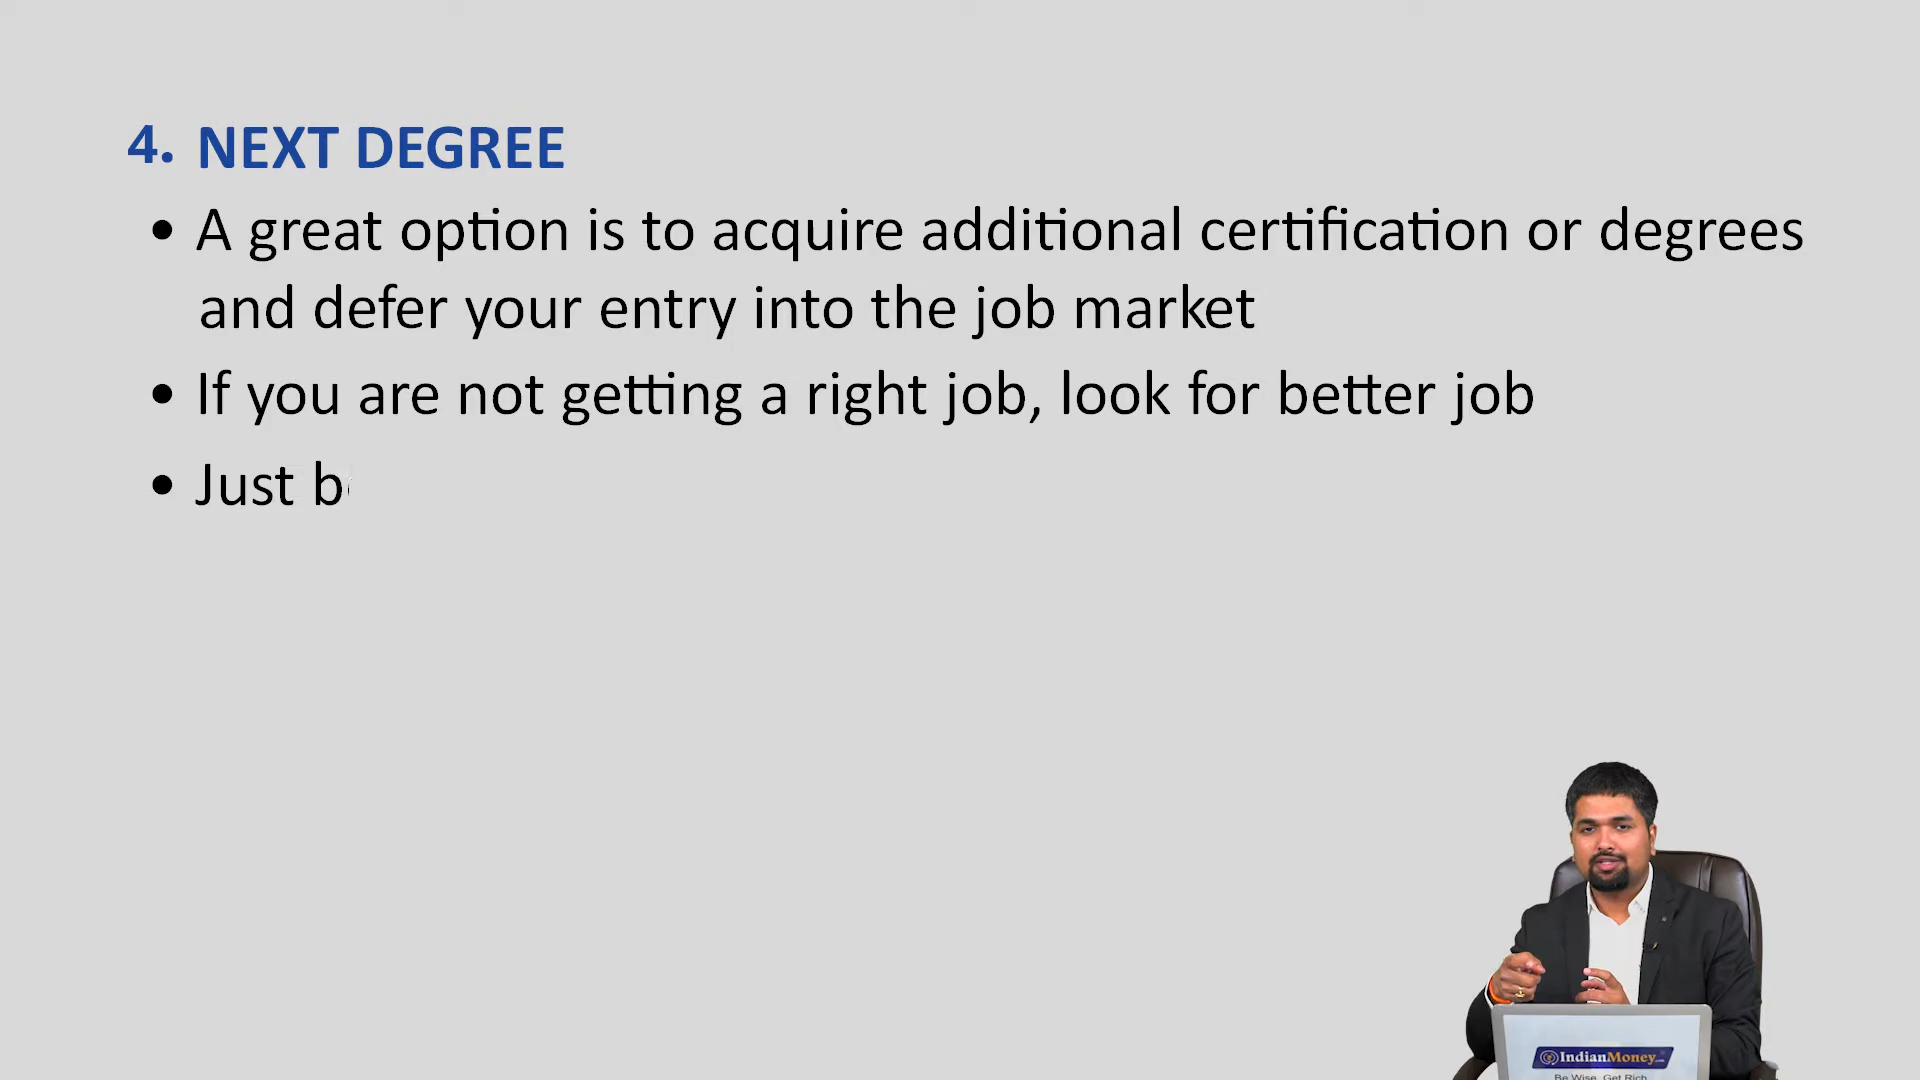 4. NEXT DEGREE
• A great option is to acquire additional certification or degrees
and defer your entry into the job market
• If you are not getting a right job, look for better job
• Just b
IndianMoney.com
Be Wise, Get Rich